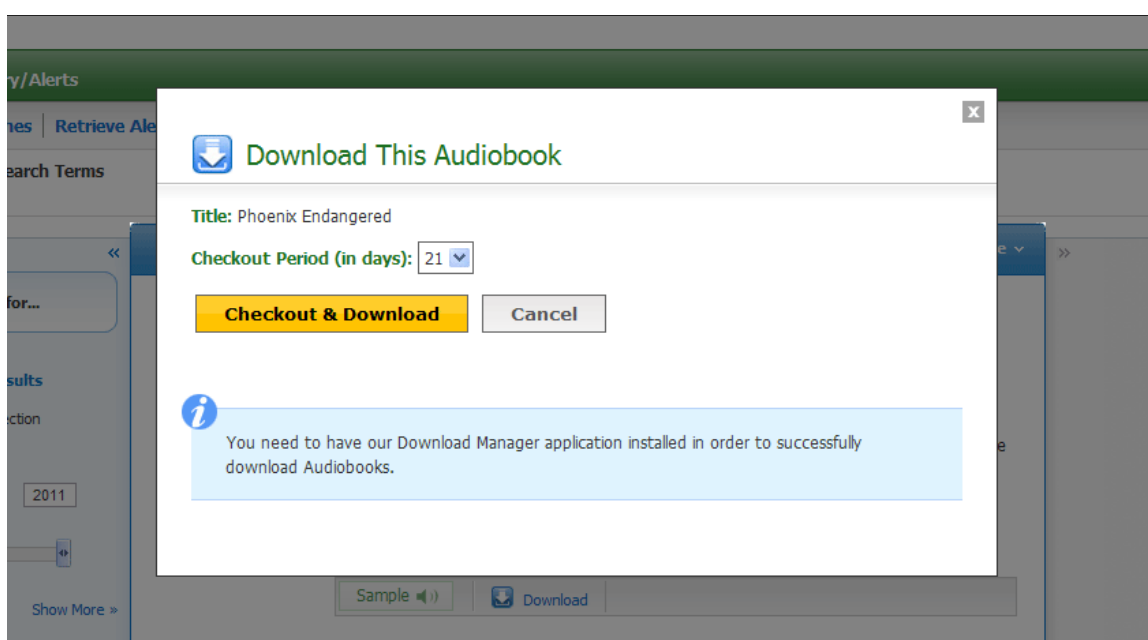 ry/Alerts
Retrieve Ale
earch Terms
Download This Audiobook
Title: Phoenix Endangered
Checkout Period (in days): 21
Checkout & Download Cancel
for...
sults
ction
You need to have our Download Manager application installed in order to successfully
download Audiobooks.
2011
Sample Download
Show More »